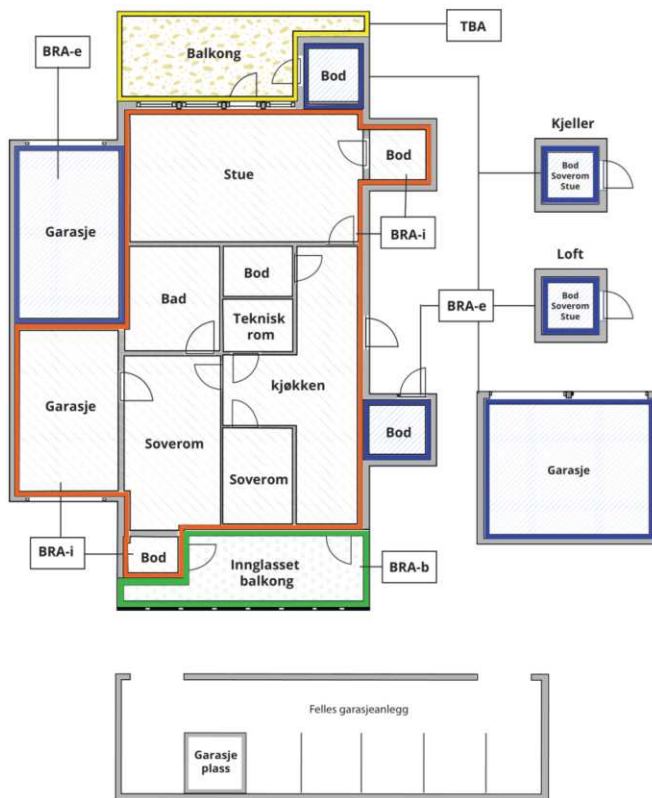 TBA
BRA-e
Balkong
Bod
Kjeller
Bod
Soverom
Stue
Bod
Stue
Garasje
BRA-i
Loft
Bod
Bod
Soverom
Stue
Bad
BRA-e
Teknisk
rom
Garasje
kjøkken
Bod
Soverom
Garasje
Soverom
BRA-i
Bod
Innglasset
balkong
BRA-b
Felles garasjeanlegg
Garasje
plass